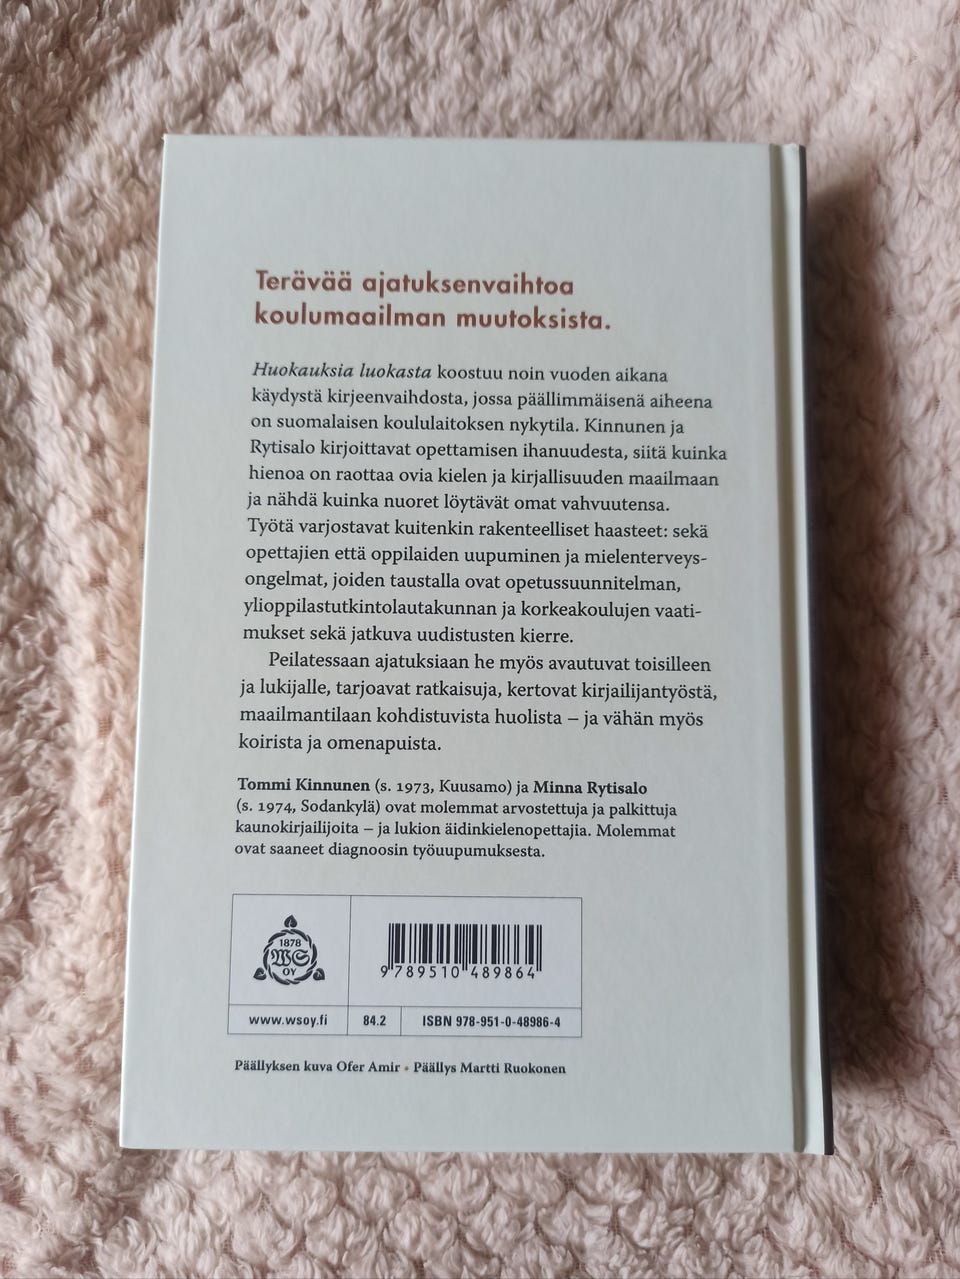 Terävää ajatuksenvaihtoa
koulumaailman muutoksista.
Huokauksia luokasta koostuu noin vuoden aikana
käydystä kirjeenvaihdosta, jossa päällimmäisenä aiheena
on suomalaisen koululaitoksen nykytila. Kinnunen ja
Rytisalo kirjoittavat opettamisen ihanuudesta, siitä kuinka
hienoa on raottaa ovia kielen ja kirjallisuuden maailmaan
ja nähdä kuinka nuoret löytävät omat vahvuutensa.
Työtä varjostavat kuitenkin rakenteelliset haasteet: sekä
opettajien että oppilaiden uupuminen ja mielenterveys-
ongelmat, joiden taustalla ovat opetussuunnitelman,
ylioppilastutkintolautakunnan ja korkeakoulujen vaati-
mukset sekä jatkuva uudistusten kierre.
Peilatessaan ajatuksiaan he myös avautuvat toisilleen
ja lukijalle, tarjoavat ratkaisuja, kertovat kirjailijantyöstä,
maailmantilaan kohdistuvista huolista – ja vähän myös
koirista ja omenapuista.
Tommi Kinnunen (s. 1973, Kuusamo) ja Minna Rytisalo
(s. 1974, Sodankylä) ovat molemmat arvostettuja ja palkittuja
kaunokirjailijoita – ja lukion äidinkielenopettajia. Molemmat
ovat saaneet diagnoosin työuupumuksesta.
1878
WS
OY
9 789510 489864
www.wsoy.fi
84.2
ISBN 978-951-0-48986-4
Päällyksen kuva Ofer Amir • Päällys Martti Ruokonen